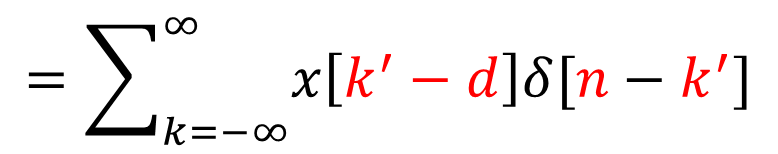 = ∑_{k=−∞}^{∞} x[k′ − d]δ[n − k′]